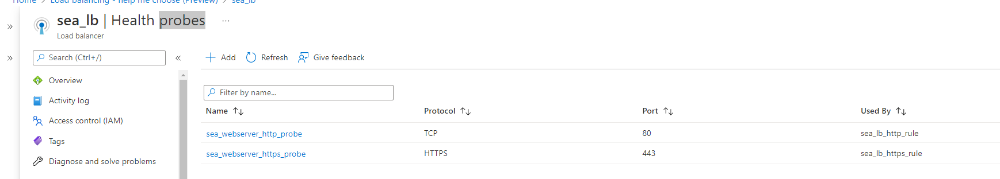 Home > Load balancing - help me choose (Preview) > sea_lb
»
sea_lb | Health probes ...
Load balancer
»
Search (Ctrl+/) «
Add Refresh Give feedback
Overview
Activity log
Access control (IAM)
Tags
Diagnose and solve problems
Filter by name...
Name ↑↓ Protocol ↑↓ Port ↑↓ Used By ↑↓
sea_webserver_http_probe TCP 80 sea_lb_http_rule
sea_webserver_https_probe HTTPS 443 sea_lb_https_rule